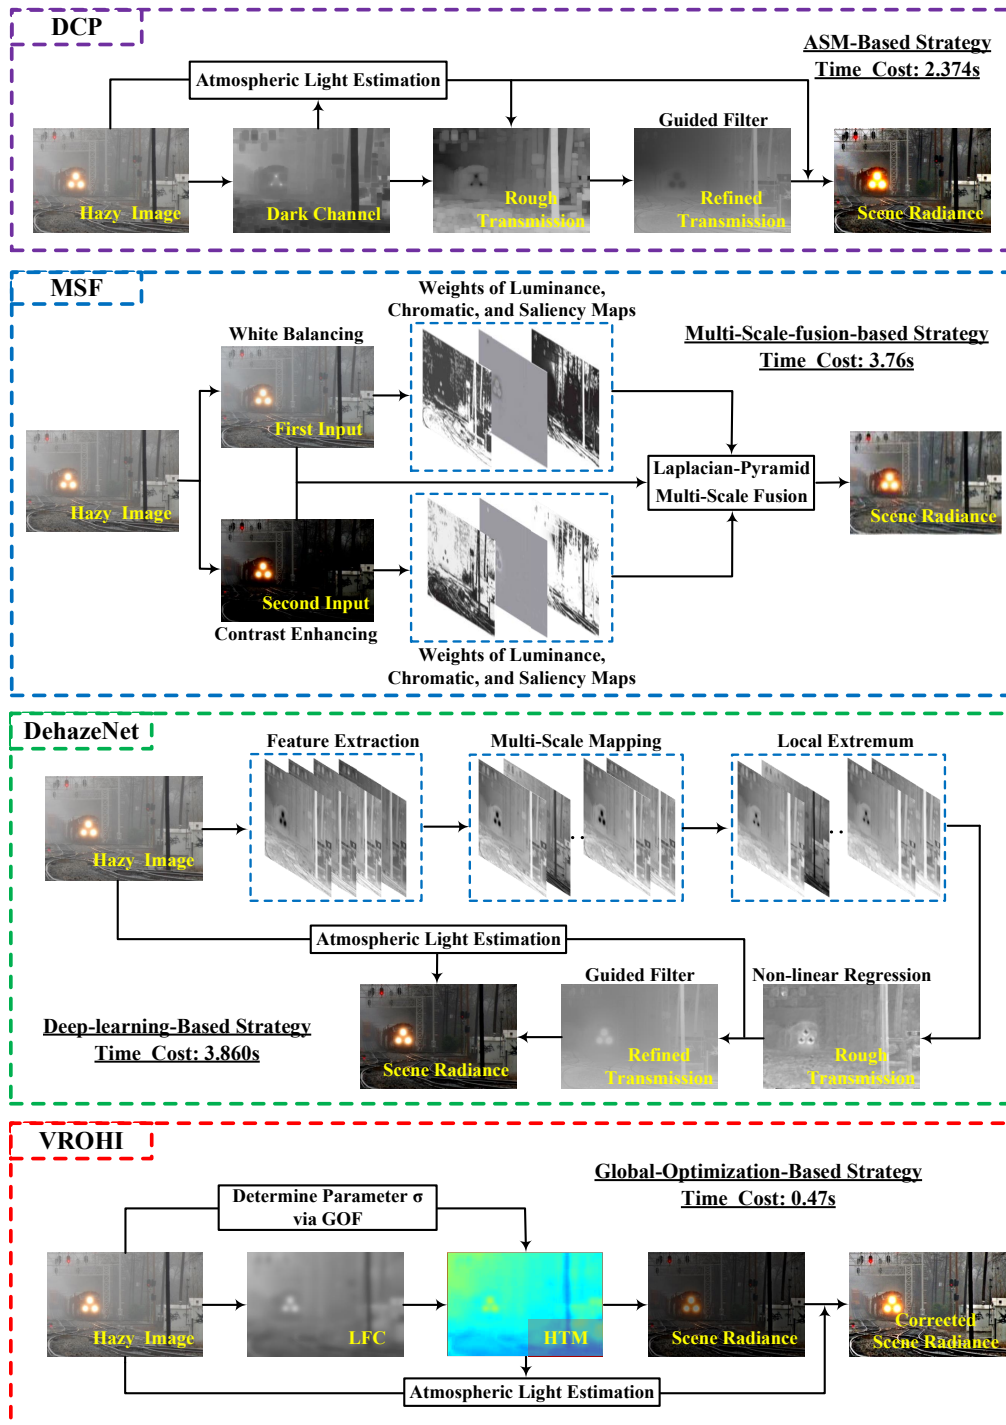 DCP
ASM-Based Strategy
Time Cost: 2.374s
Atmospheric Light Estimation
Guided Filter
Hazy Image
Dark Channel
Rough
Transmission
Refined
Transmission
Scene Radiance
MSF
Weights of Luminance,
Chromatic, and Saliency Maps
White Balancing
Multi-Scale-fusion-based Strategy
Time Cost: 3.76s
First Input
Hazy Image
Laplacian-Pyramid
Multi-Scale Fusion
Scene Radiance
Second Input
Contrast Enhancing
Weights of Luminance,
Chromatic, and Saliency Maps
DehazeNet
Feature Extraction
Multi-Scale Mapping
Local Extremum
Hazy Image
Atmospheric Light Estimation
Guided Filter
Non-linear Regression
Deep-learning-Based Strategy
Time Cost: 3.860s
Scene Radiance
Refined
Transmission
Rough
Transmission
VROHI
Global-Optimization-Based Strategy
Time Cost: 0.47s
Determine Parameter σ
via GOF
Hazy Image
LFC
HTM
Scene Radiance
Corrected
Scene Radiance
Atmospheric Light Estimation